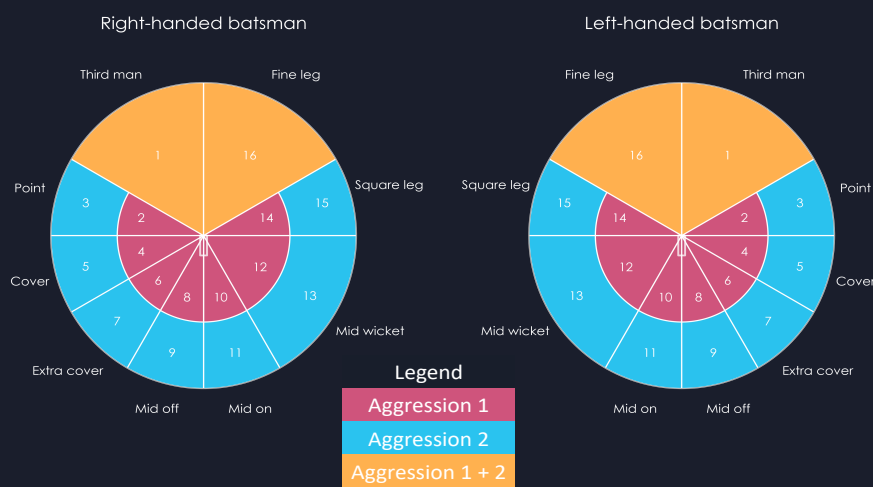 Right-handed batsman
Left-handed batsman
Third man
Fine leg
Fine leg
Third man
1
16
16
1
Point
Square leg
Square leg
Point
3
2
14
15
15
14
2
3
5
4
12
12
4
5
Cover
6
8
10
13
13
10
8
6
Cover
7
7
Mid wicket
Mid wicket
9
11
11
9
Extra cover
Extra cover
Mid off
Mid on
Mid on
Mid off
Legend
Aggression 1
Aggression 2
Aggression 1 + 2